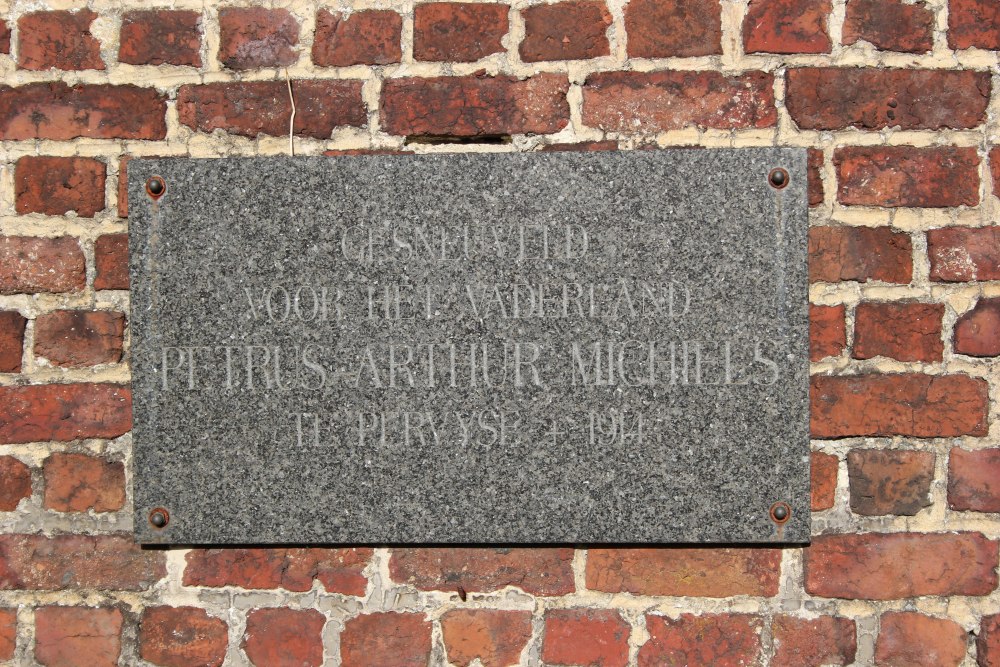 GESNEUVELD
VOOR HET VADERLAND
PETRUS-ARTHUR MICHIELS
TE PERVYSE + 1914